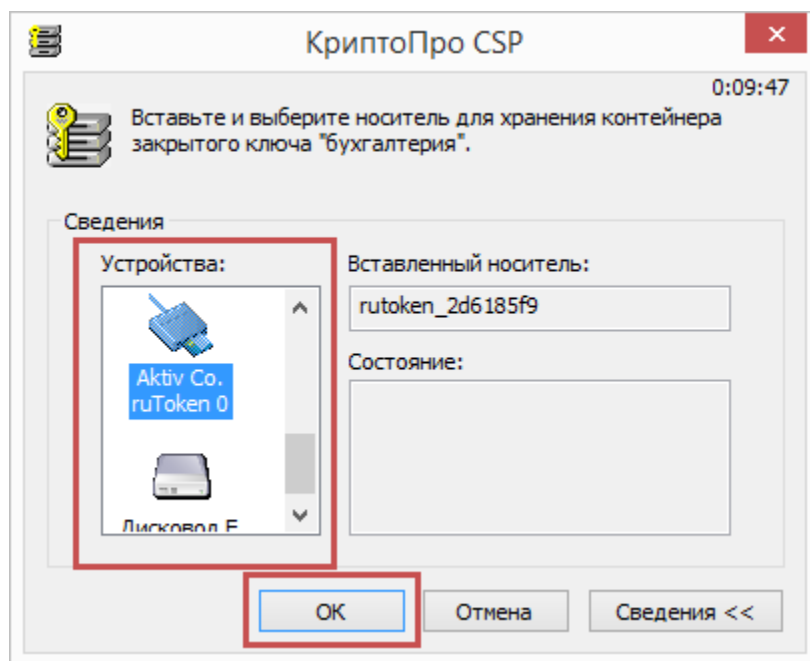 КриптоПро CSP
0:09:47
Вставьте и выберите носитель для хранения контейнера
закрытого ключа "бухгалтерия".
Сведения
Устройства:
Вставленный носитель:
rutoken_2d6185f9
Состояние:
Aktiv Co.
ruToken 0
Дисковод E
ОК
Отмена
Сведения <<